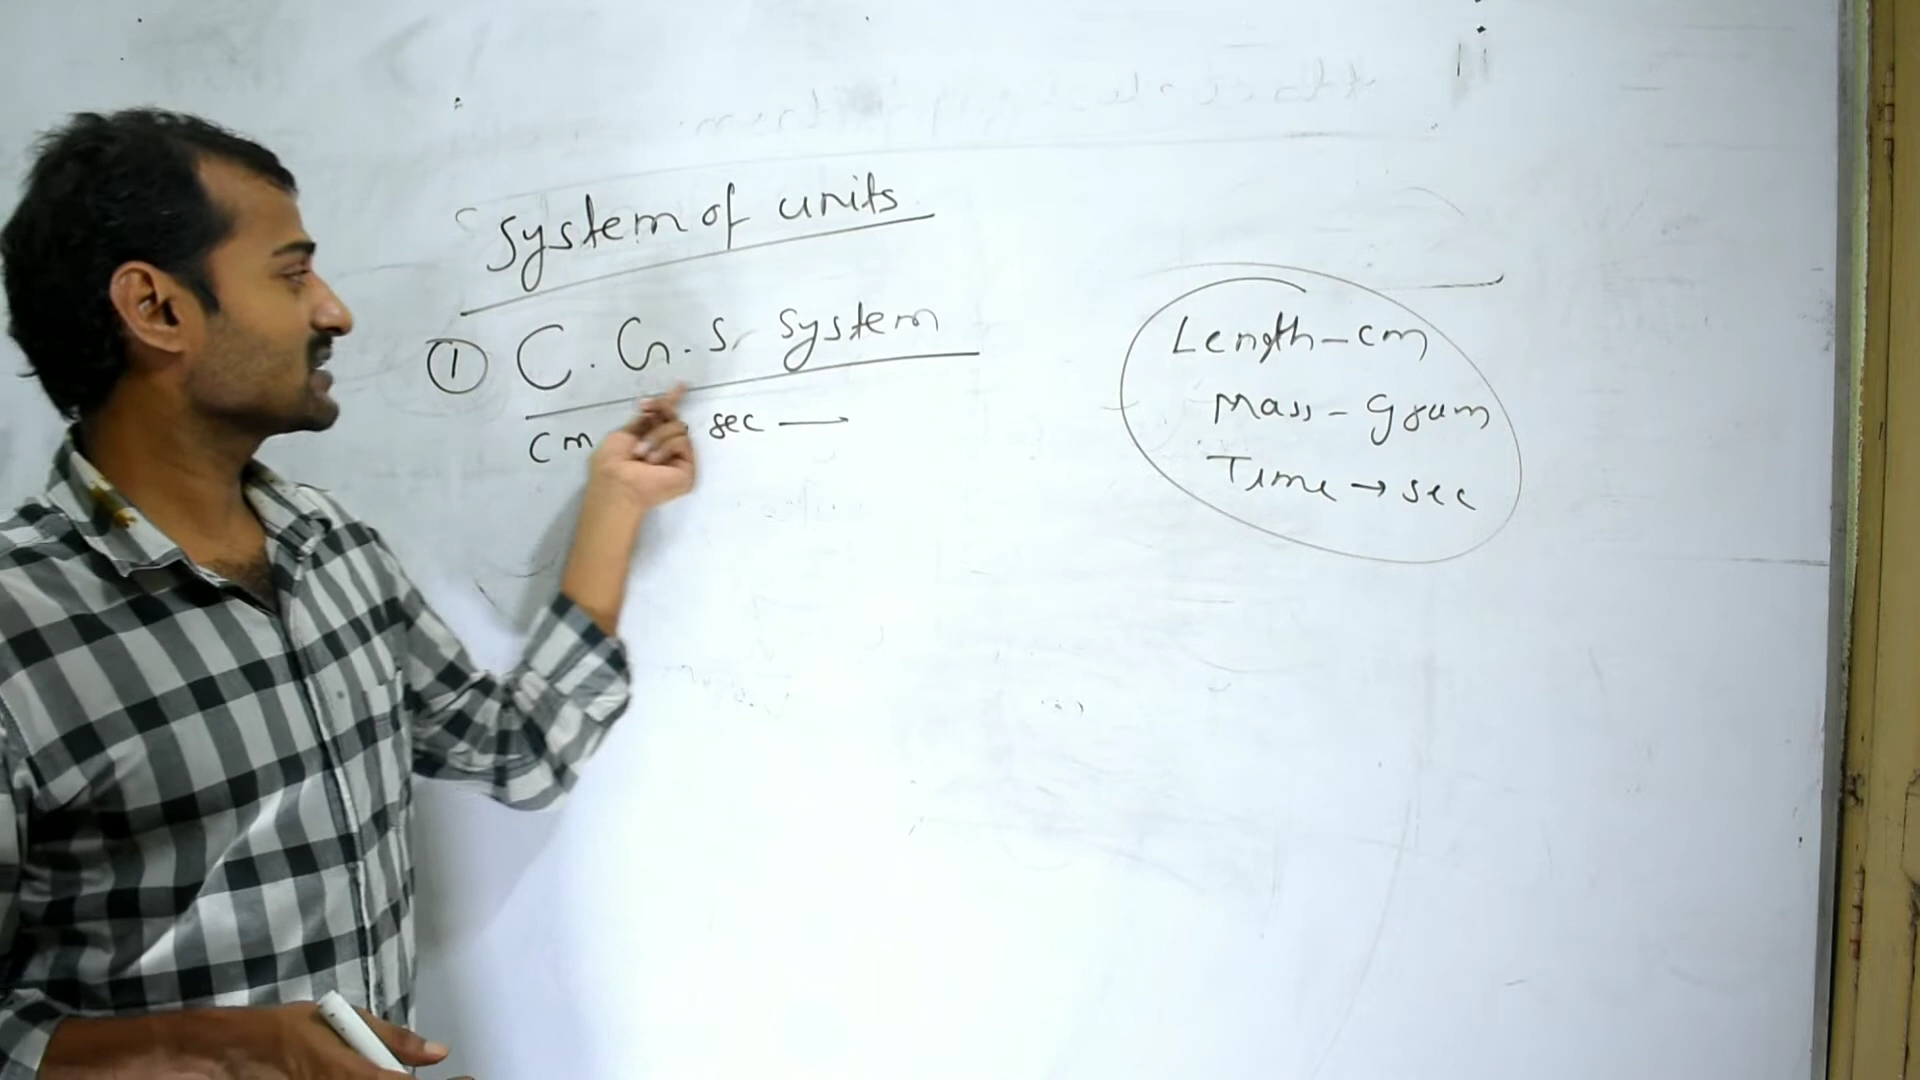 System of units
① C. G. S. System
cm sec →
Length - cm
Mass - Gram
Time → sec